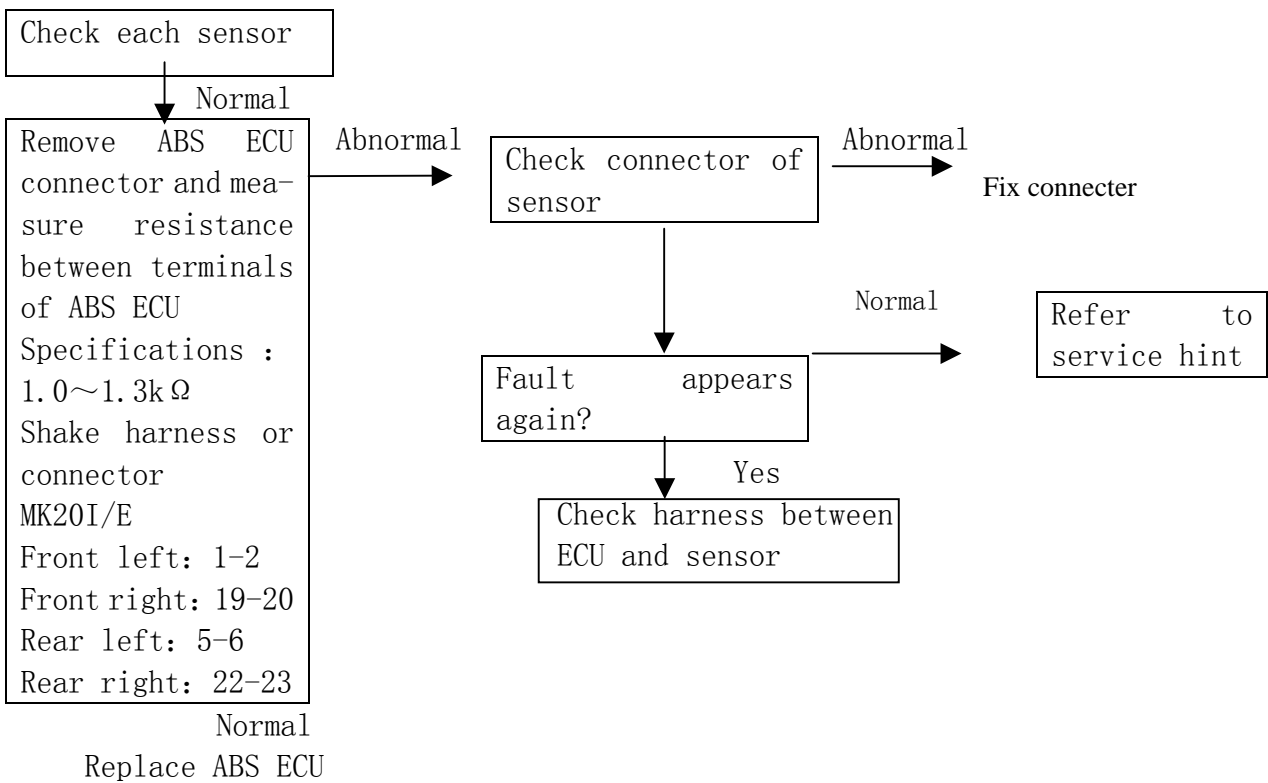 Check each sensor
Normal
Remove ABS ECU
connector and mea-
sure resistance
between terminals
of ABS ECU
Specifications :
1.0～1.3kΩ
Shake harness or
connector
MK20I/E
Front left: 1-2
Front right: 19-20
Rear left: 5-6
Rear right: 22-23
Normal
Replace ABS ECU
Abnormal
Check connector of
sensor
Abnormal
Fix connecter
Fault appears
again?
Normal
Refer to
service hint
Yes
Check harness between
ECU and sensor